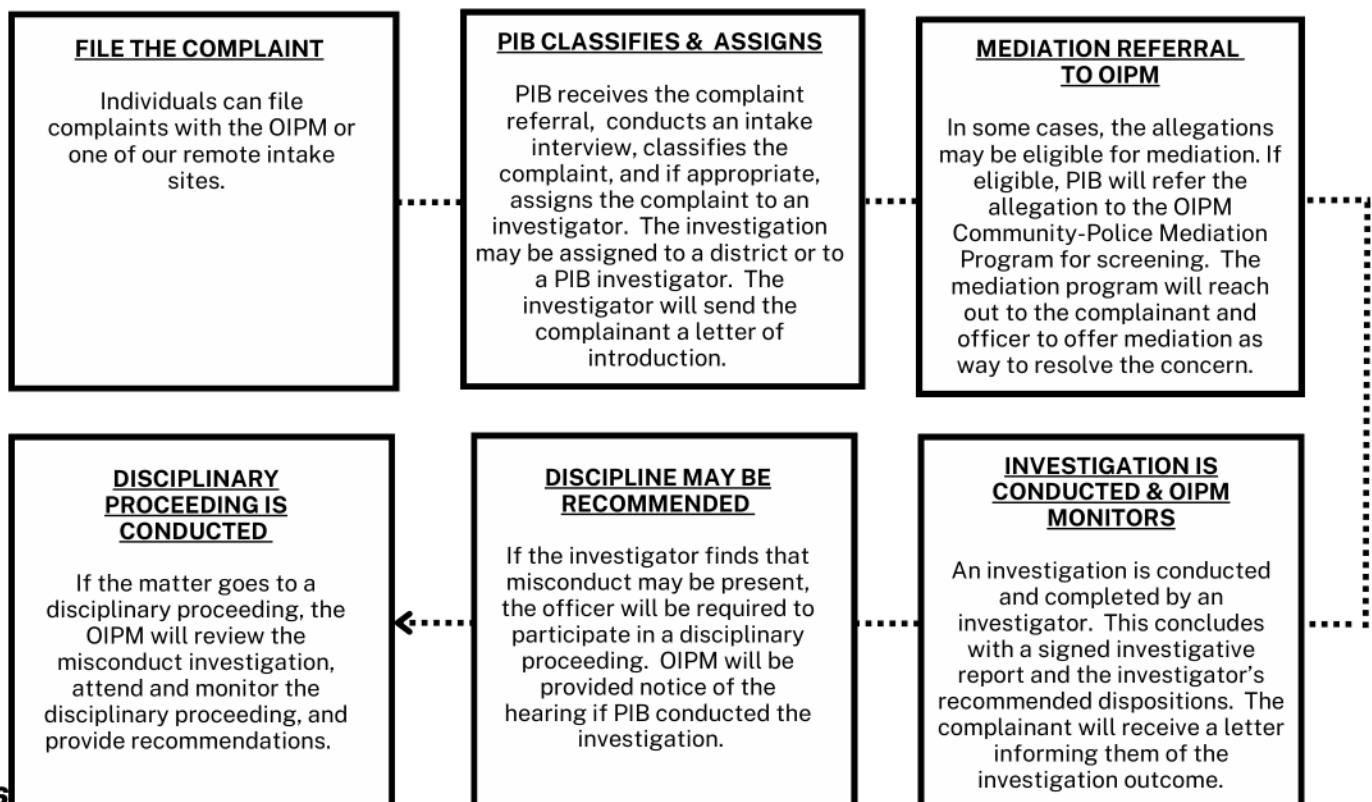 FILE THE COMPLAINT
Individuals can file
complaints with the OIPM or
one of our remote intake
sites.
PIB CLASSIFIES & ASSIGNS
PIB receives the complaint
referral, conducts an intake
interview, classifies the
complaint, and if appropriate,
assigns the complaint to an
investigator. The investigation
may be assigned to a district or to
a PIB investigator. The
investigator will send the
complainant a letter of
introduction.
MEDIATION REFERRAL
TO OIPM
In some cases, the allegations
may be eligible for mediation. If
eligible, PIB will refer the
allegation to the OIPM
Community-Police Mediation
Program for screening. The
mediation program will reach
out to the complainant and
officer to offer mediation as
way to resolve the concern.
INVESTIGATION IS
CONDUCTED & OIPM
MONITORS
An investigation is conducted
and completed by an
investigator. This concludes
with a signed investigative
report and the investigator's
recommended dispositions. The
complainant will receive a letter
informing them of the
investigation outcome.
DISCIPLINE MAY BE
RECOMMENDED
If the investigator finds that
misconduct may be present,
the officer will be required to
participate in a disciplinary
proceeding. OIPM will be
provided notice of the
hearing if PIB conducted the
investigation.
DISCIPLINARY
PROCEEDING IS
CONDUCTED
If the matter goes to a
disciplinary proceeding, the
OIPM will review the
misconduct investigation,
attend and monitor the
disciplinary proceeding, and
provide recommendations.